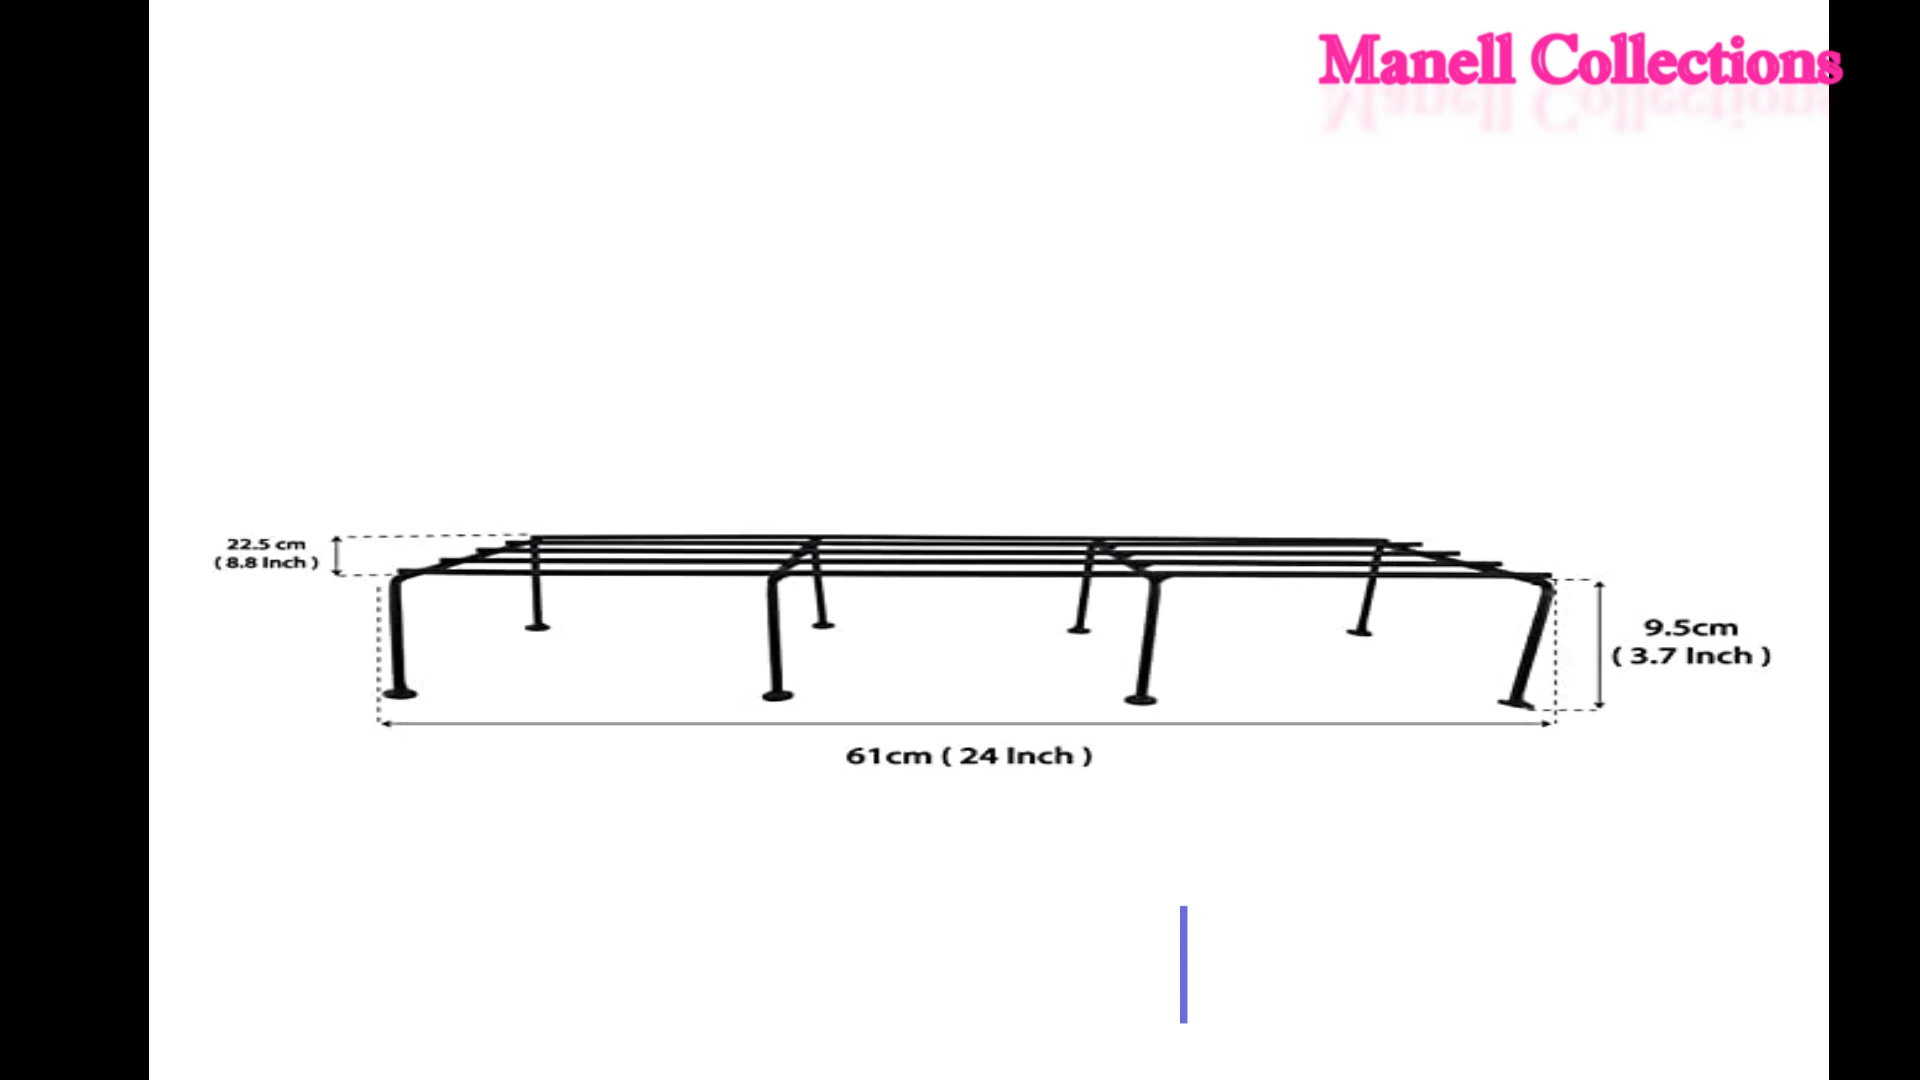 Manell Collections
22.5 cm
( 8.8 Inch )
9.5cm
( 3.7 Inch )
61cm ( 24 Inch )